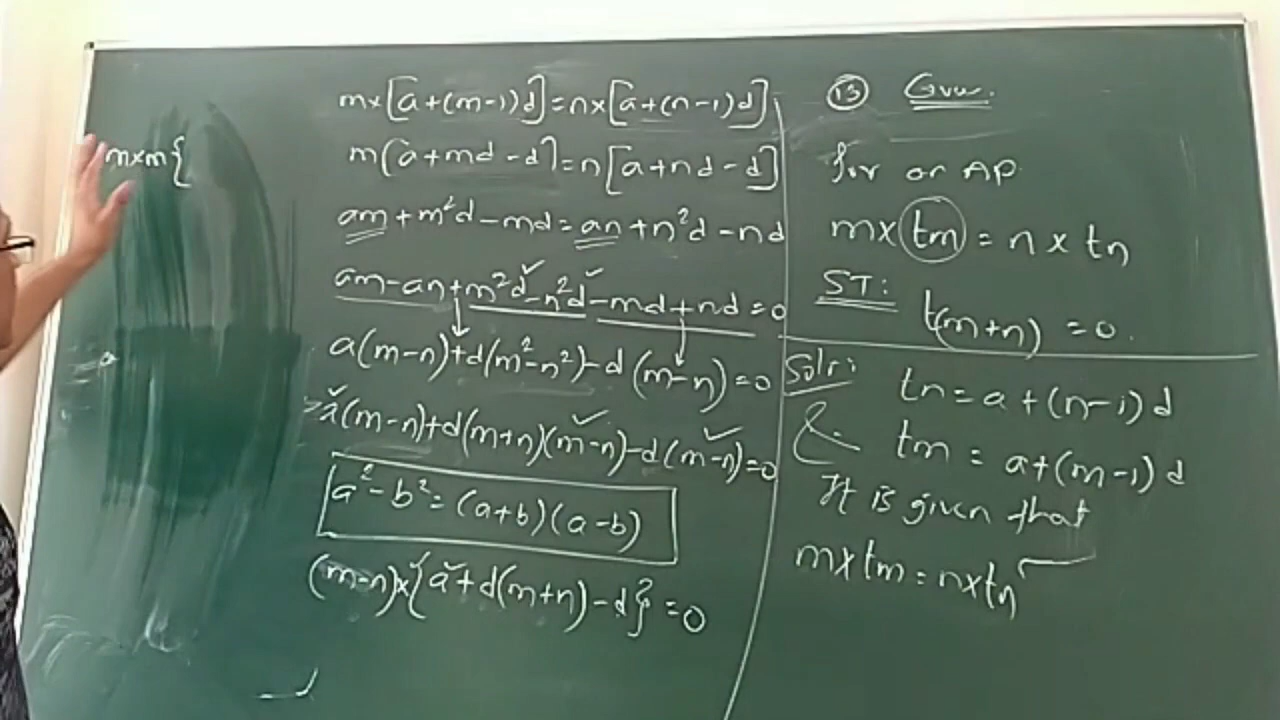 m×m{
m×[a+(m-1)d]=n×[a+(n-1)d]
m(a+md-d]=n[a+nd-d]
am+m²d-md=an+n²d-nd
am-an+m²d-n²d-md+nd=0
a(m-n)+d(m²-n²)-d(m-n)=0
a(m-n)+d(m+n)(m-n)-d(m-n)=0
a²-b²=(a+b)(a-b)
(m-n)×{a+d(m+n)-d}=0
13
for an AP
m×tm=n×tn
ST:
t(m+n)=0.
Soln:
tn=a+(n-1)d
& tm=a+(m-1)d
It is given that
m×tm=n×tn